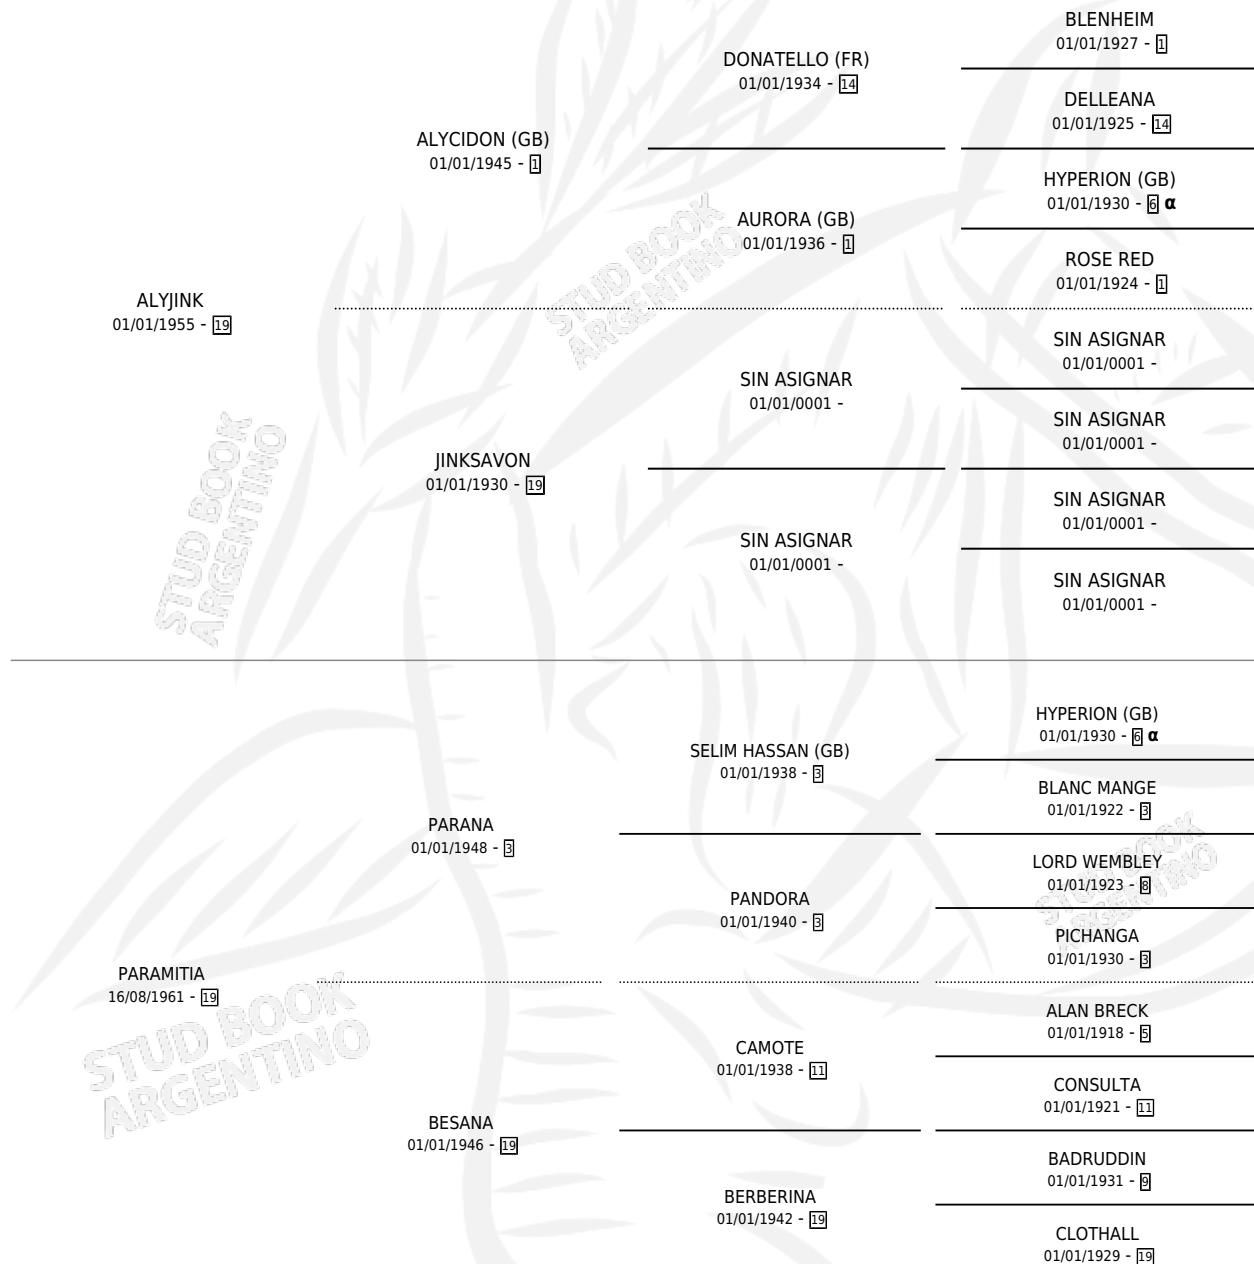 BLENHEIM
01/01/1927 - 1
DONATELLO (FR)
01/01/1934 - 14
DELLEANA
01/01/1925 - 14
ALYCIDON (GB)
01/01/1945 - 1
HYPERION (GB)
01/01/1930 - 6 α
AURORA (GB)
01/01/1936 - 1
ROSE RED
01/01/1924 - 1
STUD BOOK
ARGENTINO
ALYJINK
01/01/1955 - 19
SIN ASIGNAR
01/01/0001 -
SIN ASIGNAR
01/01/0001 -
SIN ASIGNAR
01/01/0001 -
JINKSAVON
01/01/1930 - 19
SIN ASIGNAR
01/01/0001 -
SIN ASIGNAR
01/01/0001 -
SIN ASIGNAR
01/01/0001 -
STUD BOOK
ARGENTINO
HYPERION (GB)
01/01/1930 - 6 α
SELIM HASSAN (GB)
01/01/1938 - 3
BLANC MANGE
01/01/1922 - 3
PARANA
01/01/1948 - 3
LORD WEMBLEY
01/01/1923 - 8
PANDORA
01/01/1940 - 3
STUD BOOK
ARGENTINO
PICHANGA
01/01/1930 - 3
PARAMITIA
16/08/1961 - 19
ALAN BRECK
01/01/1918 - 5
CAMOTE
01/01/1938 - 11
CONSULTA
01/01/1921 - 11
STUD BOOK
ARGENTINO
BESANA
01/01/1946 - 19
BADRUDDIN
01/01/1931 - 9
BERBERINA
01/01/1942 - 19
CLOTHALL
01/01/1929 - 19